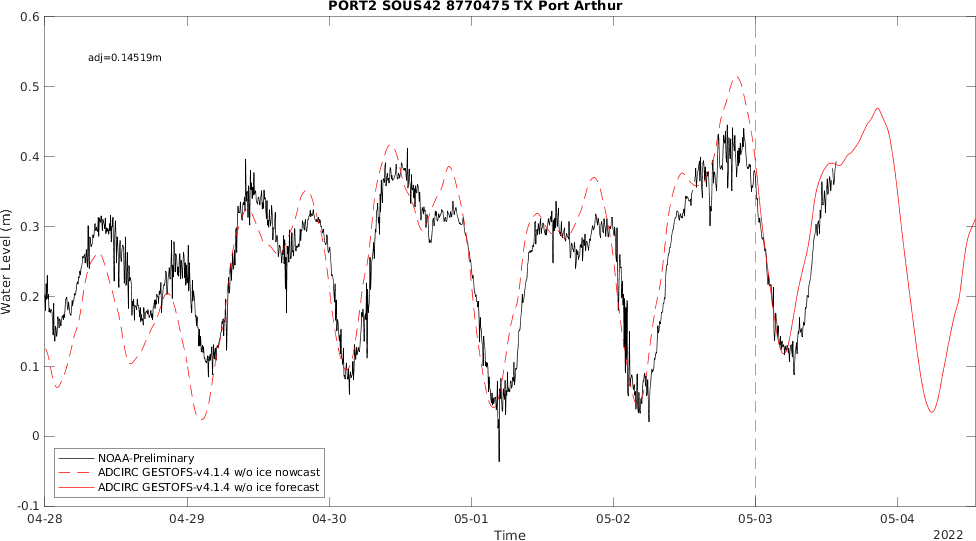 PORT2 SOUS42 8770475 TX Port Arthur
0.6
adj=0.14519m
0.5
0.4
0.3
0.2
0.1
0
-0.1
Water Level (m)
NOAA-Preliminary
ADCIRC GESTOFS-v4.1.4 w/o ice nowcast
ADCIRC GESTOFS-v4.1.4 w/o ice forecast
04-28 04-29 04-30 05-01 05-02 05-03 05-04
Time
2022